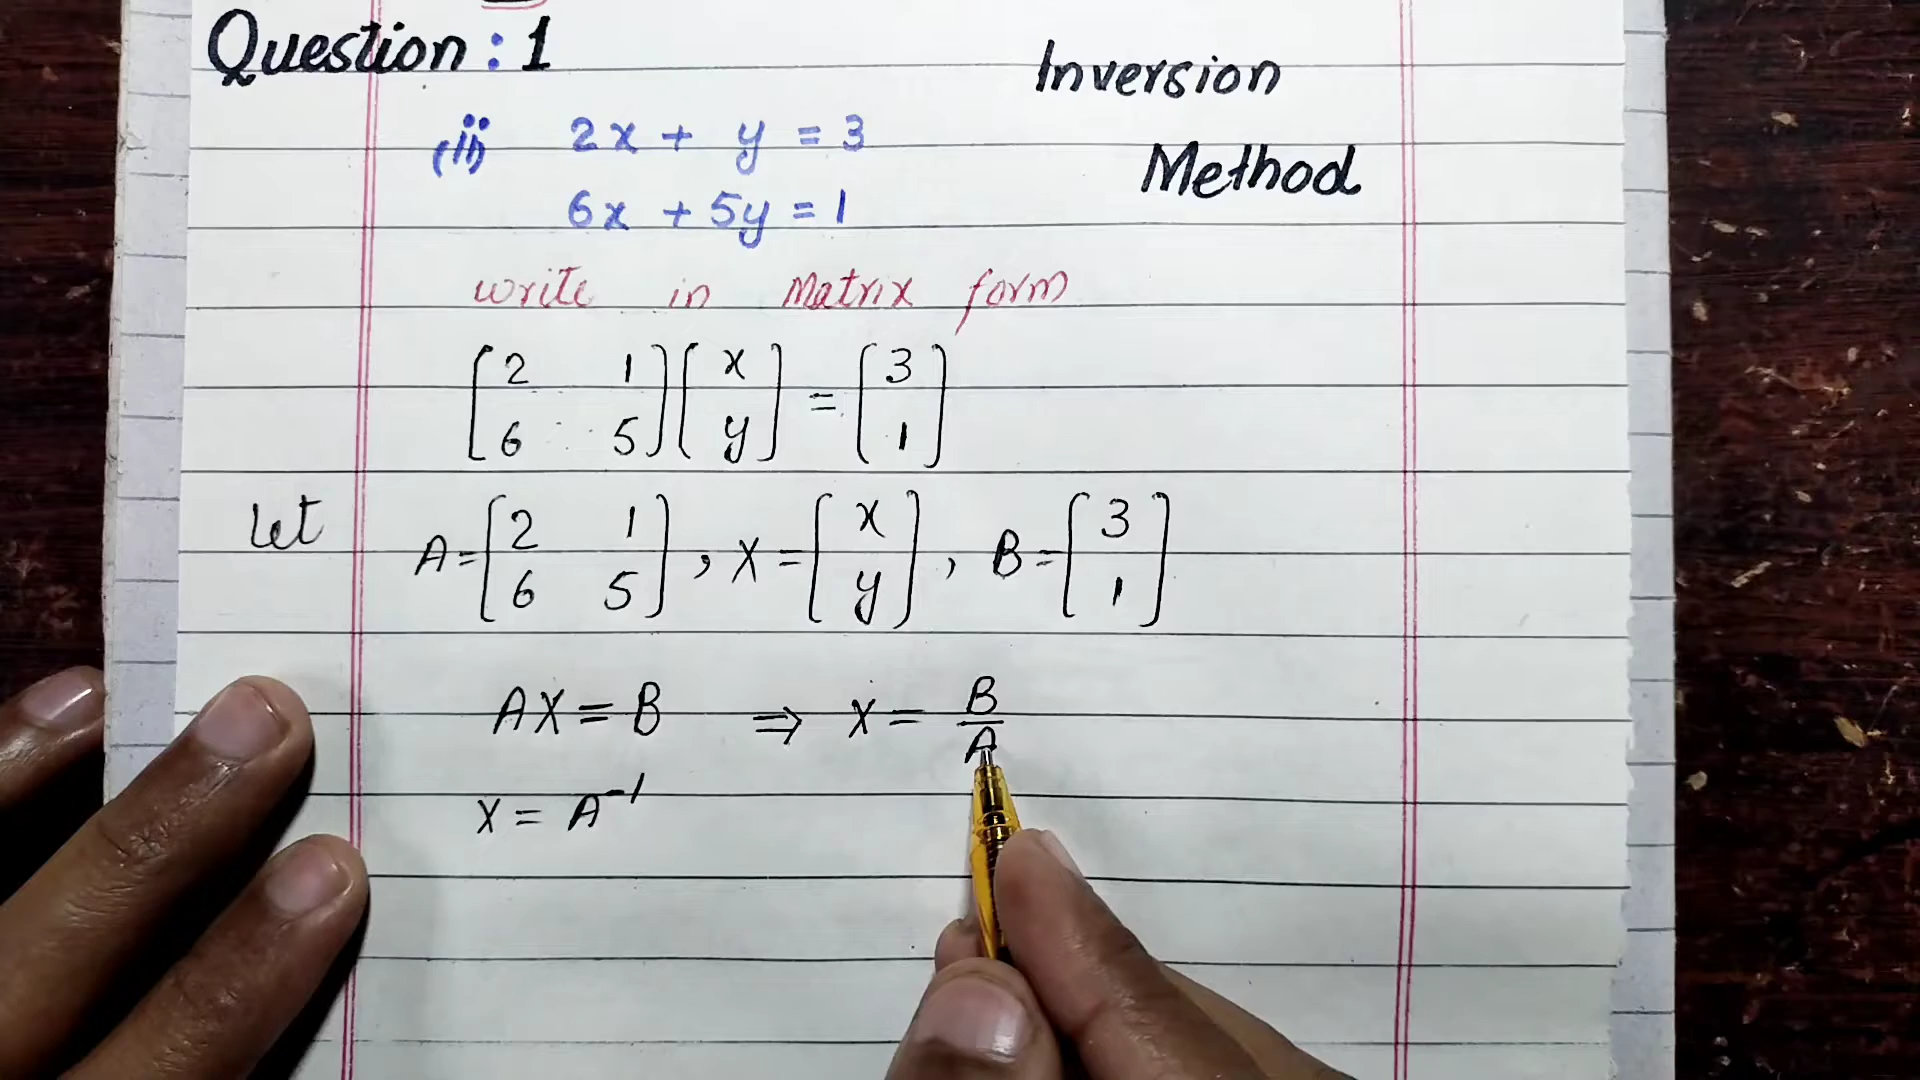 Question : 1
Inversion
Method
(ii) 2x + y = 3
6x + 5y = 1
write in Matrix form
[2 1
6 5] [x
y] = [3
1]
Let A = [2 1
6 5] , X = [x
y] , B = [3
1]
AX = B ⇒ X = B/A
X = A⁻¹